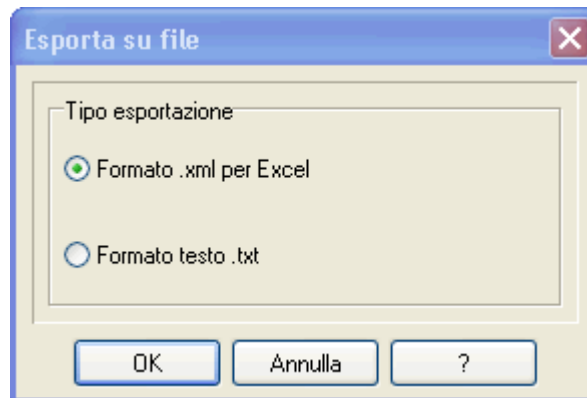 Esporta su file
Tipo esportazione
Formato .xml per Excel
Formato testo .txt
OK Annulla ?